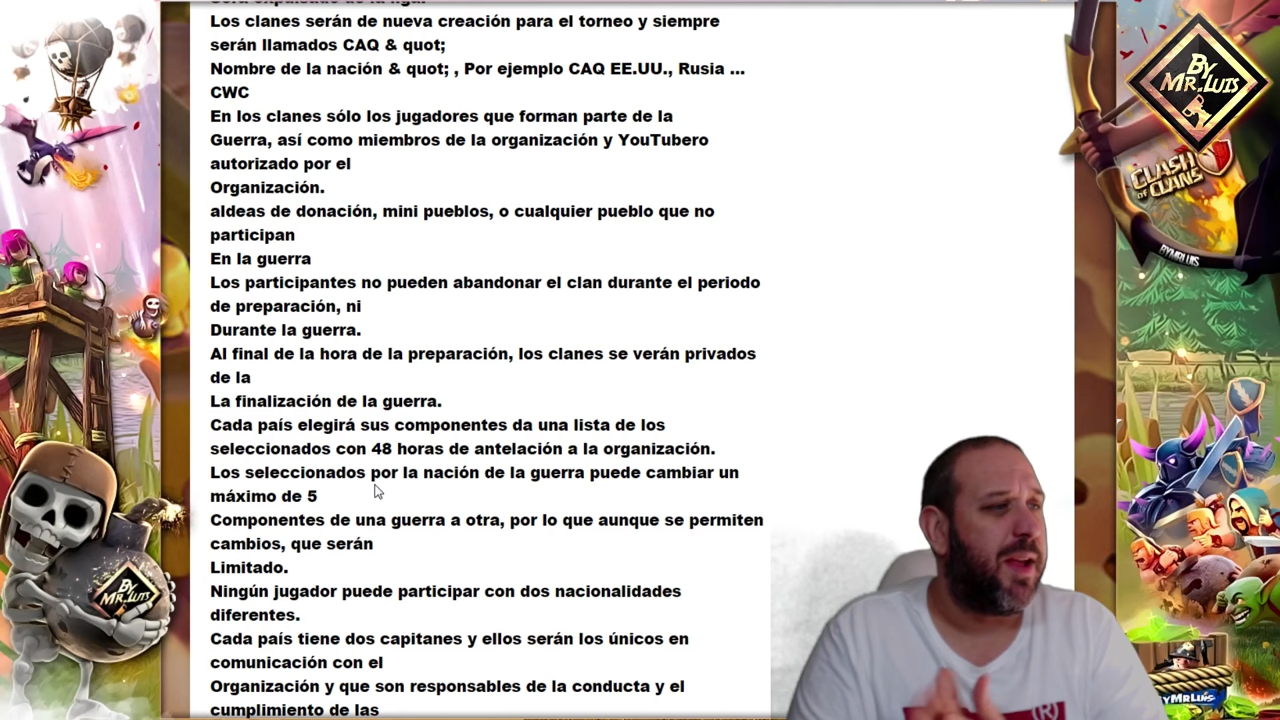 Será expulsado de la liga.
Los clanes serán de nueva creación para el torneo y siempre
serán llamados CAQ & quot;
Nombre de la nación & quot; , Por ejemplo CAQ EE.UU., Rusia ...
CWC
En los clanes sólo los jugadores que forman parte de la
Guerra, así como miembros de la organización y YouTubero
autorizado por el
Organización.
aldeas de donación, mini pueblos, o cualquier pueblo que no
participan
En la guerra
Los participantes no pueden abandonar el clan durante el periodo
de preparación, ni
Durante la guerra.
Al final de la hora de la preparación, los clanes se verán privados
de la
La finalización de la guerra.
Cada país elegirá sus componentes da una lista de los
seleccionados con 48 horas de antelación a la organización.
Los seleccionados por la nación de la guerra puede cambiar un
máximo de 5
Componentes de una guerra a otra, por lo que aunque se permiten
cambios, que serán
Limitado.
Ningún jugador puede participar con dos nacionalidades
diferentes.
Cada país tiene dos capitanes y ellos serán los únicos en
comunicación con el
Organización y que son responsables de la conducta y el
cumplimiento de las
BY
MR.LUIS
CLASH
OF CLANS
BYMRLUIS
BY
MR.LUIS
BYMRLUIS
(R)